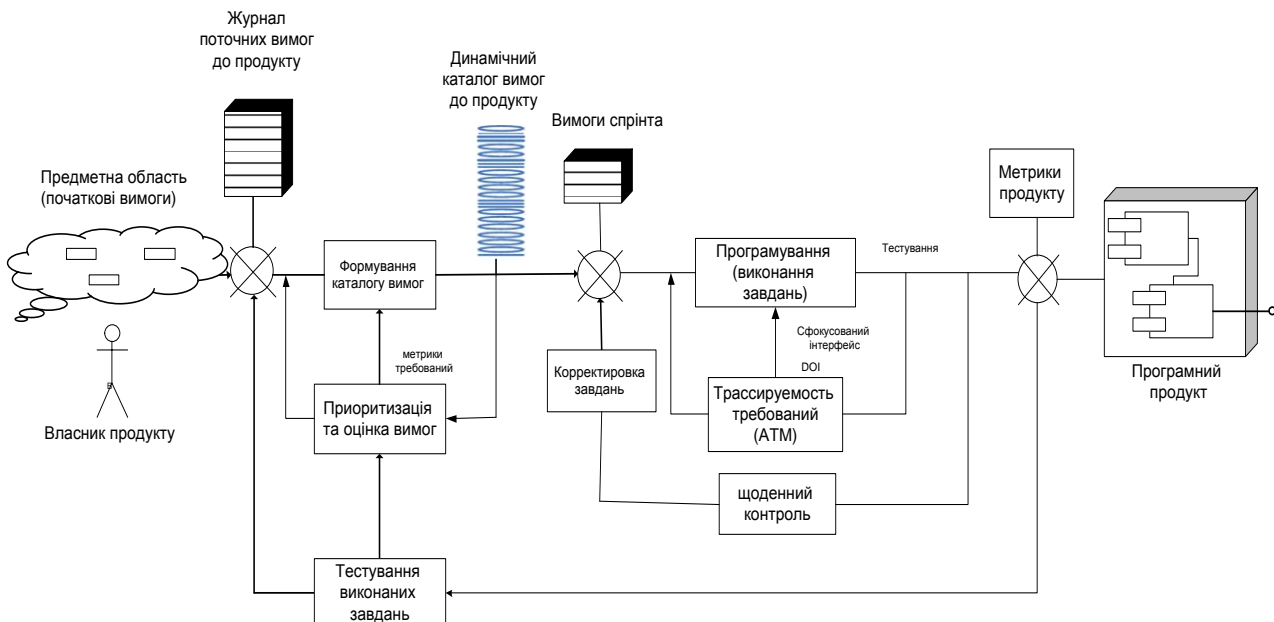 Журнал
поточних вимог
до продукту
Динамічний
каталог вимог
до продукту
Вимоги спрінта
Предметна область
(початкові вимоги)
Метрики
продукту
Формування
каталогу вимог
Програмування
(виконання
завдань)
Тестування
Сфокусований
інтерфейс
DOI
метрики
требований
Корректировка
завдань
Трассируемость
требований
(ATM)
Програмний
продукт
Приоритизація
та оцінка вимог
Власник продукту
щоденний
контроль
Тестування
виконаних
завдань